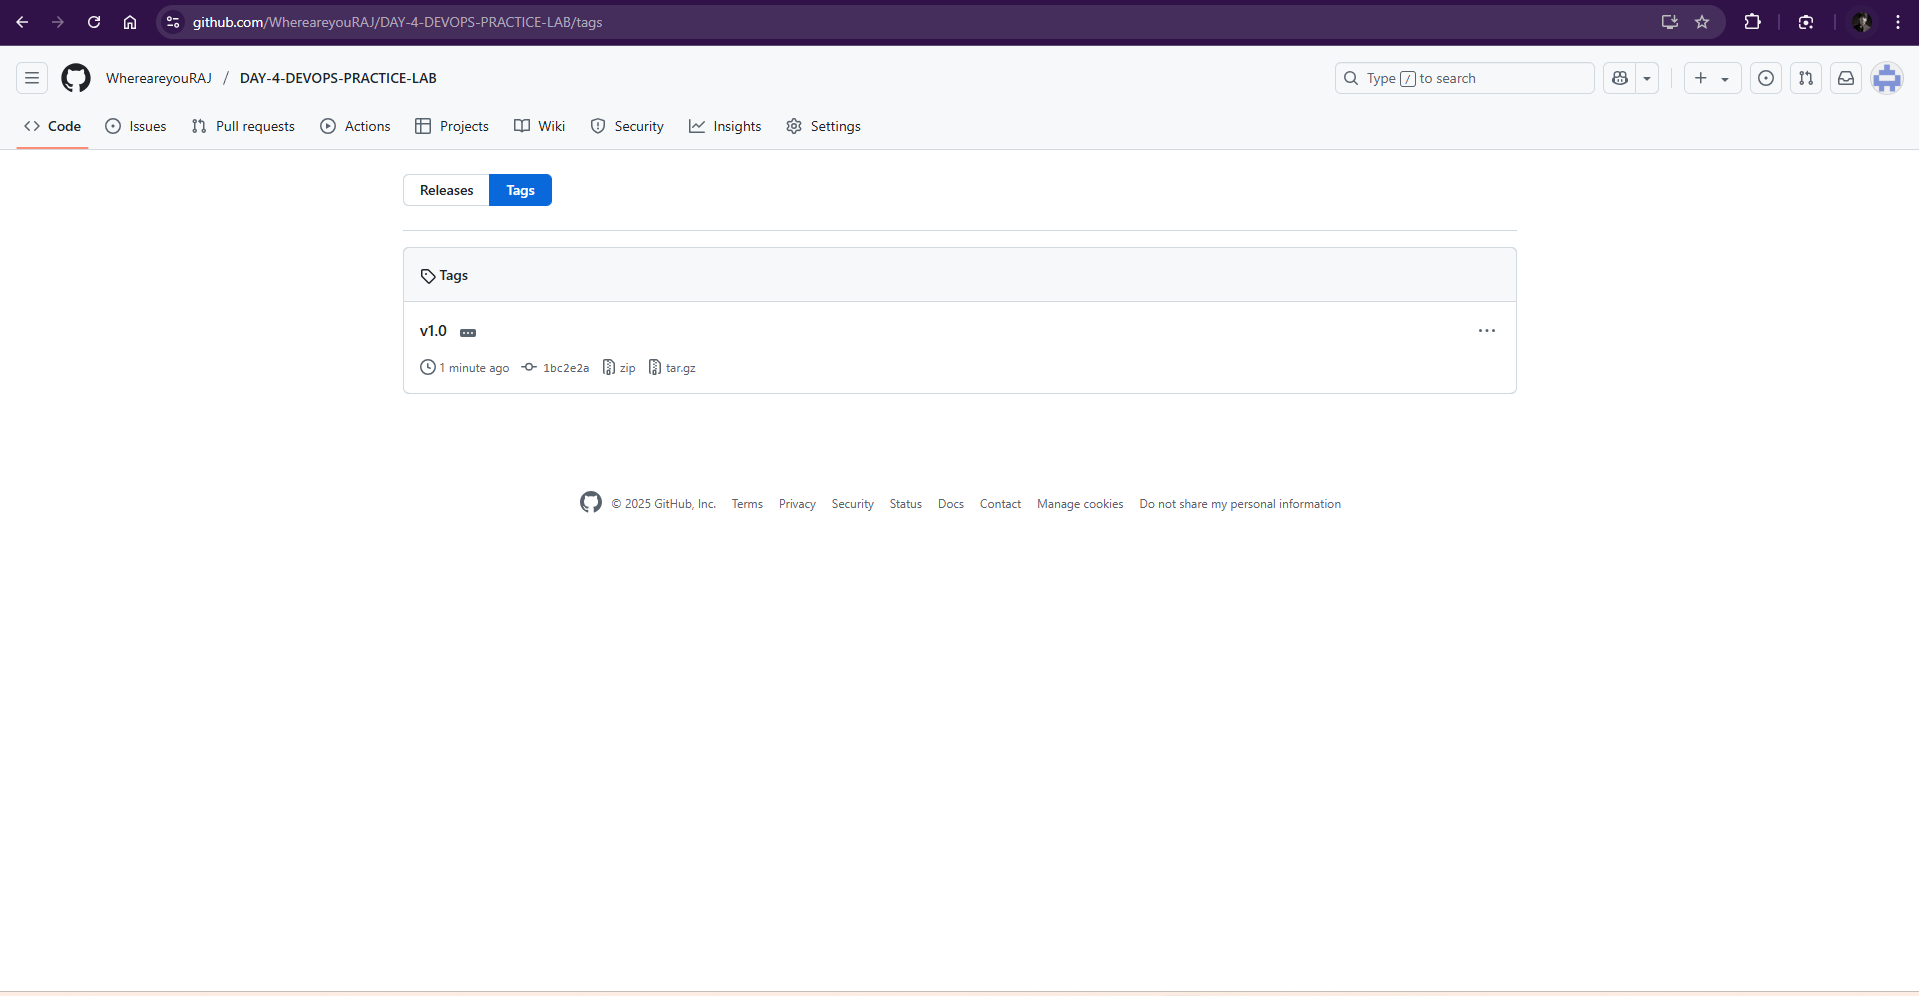 github.com/WhereareyouRAJ/DAY-4-DEVOPS-PRACTICE-LAB/tags
WhereareyouRAJ / DAY-4-DEVOPS-PRACTICE-LAB
Type / to search
Code Issues Pull requests Actions Projects Wiki Security Insights Settings
Releases Tags
Tags
v1.0
1 minute ago 1bc2e2a zip tar.gz
© 2025 GitHub, Inc. Terms Privacy Security Status Docs Contact Manage cookies Do not share my personal information